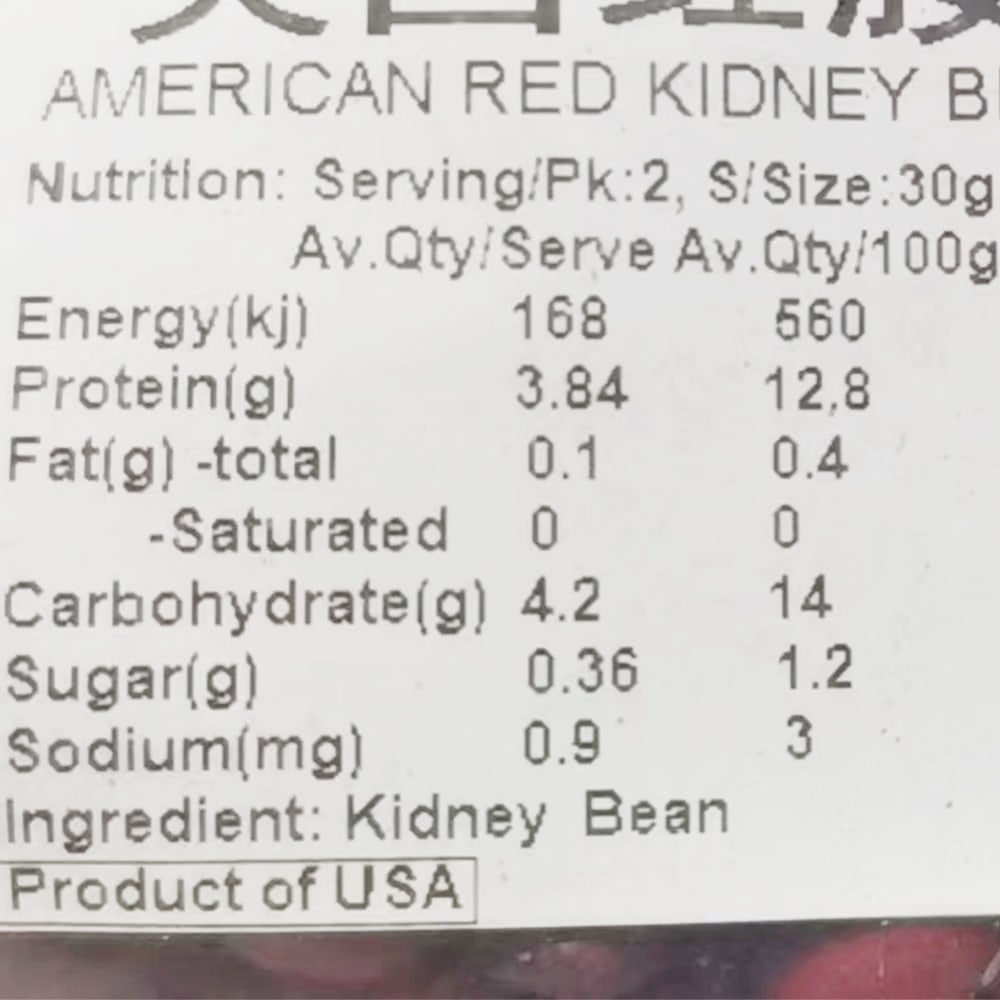 AMERICAN RED KIDNEY B
Nutrition: Serving/Pk:2, S/Size:30g
Av.Qty/Serve Av.Qty/100g
Energy(kj) 168 560
Protein(g) 3.84 12,8
Fat(g) -total 0.1 0.4
-Saturated 0 0
Carbohydrate(g) 4.2 14
Sugar(g) 0.36 1.2
Sodium(mg) 0.9 3
Ingredient: Kidney Bean
Product of USA